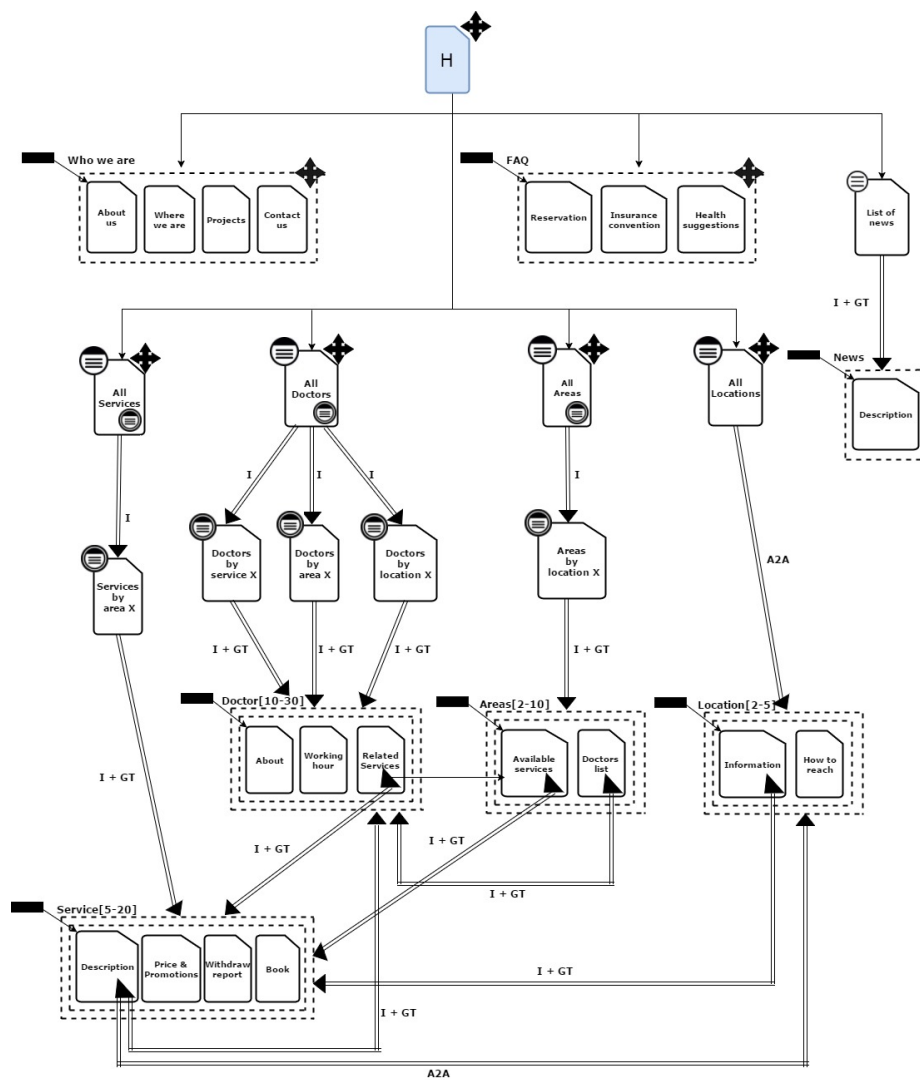 H
Who we are
FAQ
About
us
Where
we are
Projects
Contact
us
Reservation
Insurance
convention
Health
suggestions
List of
news
I + GT
News
Description
All
Services
All
Doctors
All
Areas
All
Locations
I
I
I
I
I
Services
by
area X
Doctors
by
service X
Doctors
by
area X
Doctors
by
location X
Areas
by
location X
A2A
I + GT
I + GT
I + GT
I + GT
I + GT
Doctor[10-30]
Areas[2-10]
Location[2-5]
About
Working
hour
Related
Services
Available
services
Doctors
list
Information
How to
reach
I + GT
I + GT
I + GT
Service[5-20]
Description
Price &
Promotions
Withdraw
report
Book
I + GT
I + GT
A2A